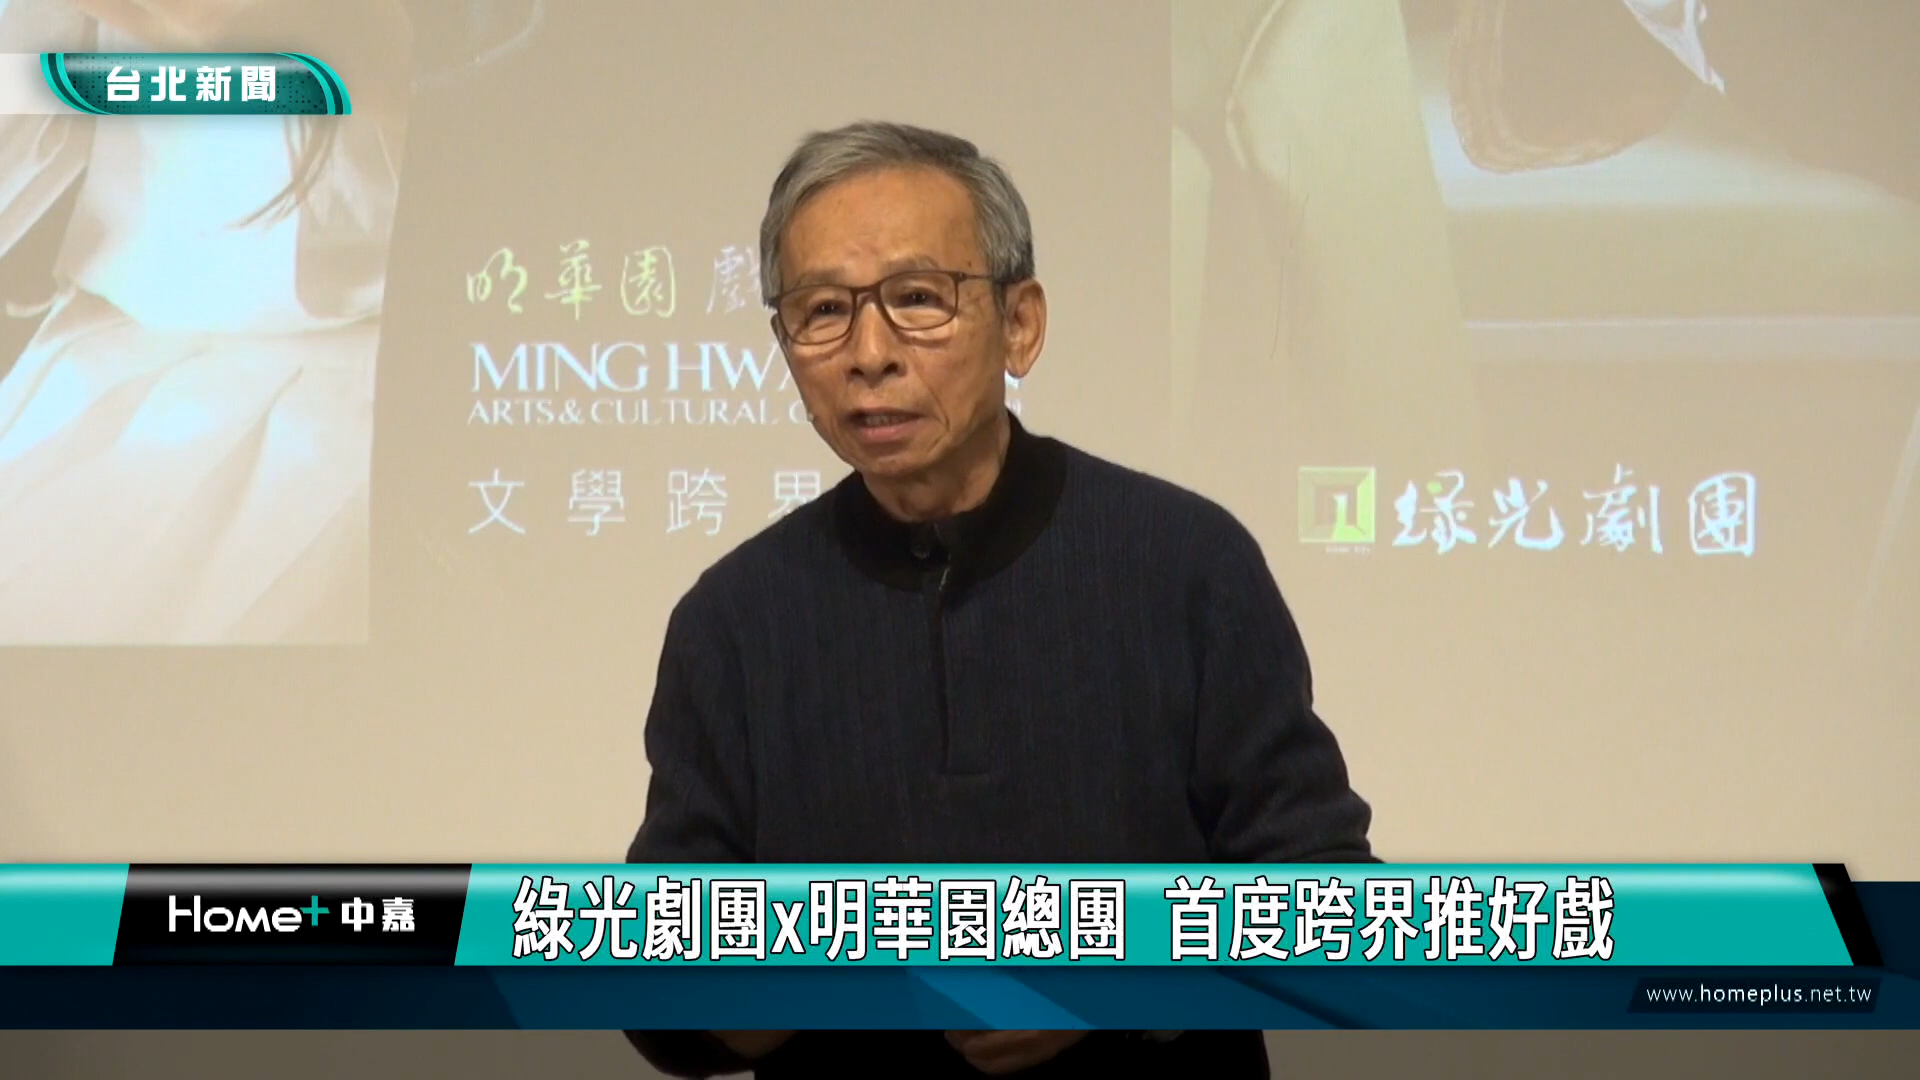 台北新聞
明華園 戲
MING HW
ARTS & CULTURAL
文學跨界
綠光劇團
Home+ 中嘉
綠光劇團x明華園總團 首度跨界推好戲
www.homeplus.net.tw